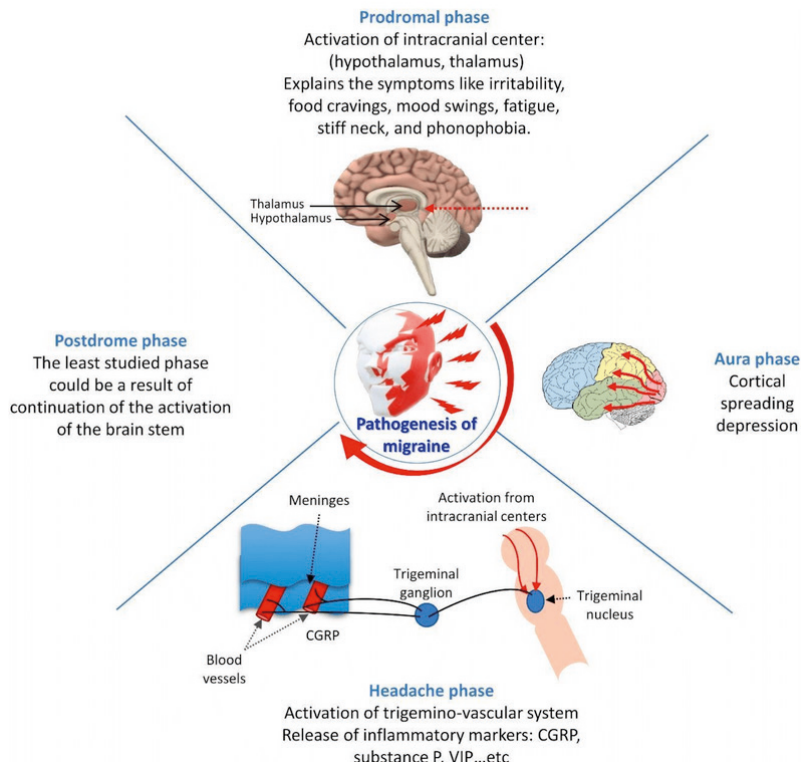 Prodromal phase
Activation of intracranial center:
(hypothalamus, thalamus)
Explains the symptoms like irritability,
food cravings, mood swings, fatigue,
stiff neck, and phonophobia.
Thalamus
Hypothalamus
Postdrome phase
The least studied phase
could be a result of
continuation of the activation
of the brain stem
Aura phase
Cortical
spreading
depression
Pathogenesis of
migraine
Meninges
Activation from
intracranial centers
Trigeminal
ganglion
Trigeminal
nucleus
CGRP
Blood
vessels
Headache phase
Activation of trigemino-vascular system
Release of inflammatory markers: CGRP,
substance P, VIP...etc